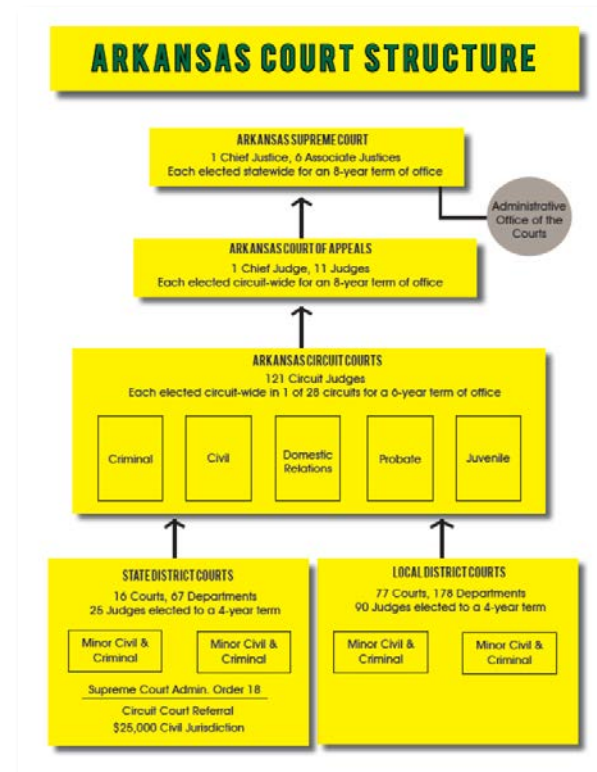 ARKANSAS COURT STRUCTURE
ARKANSAS SUPREME COURT
1 Chief Justice, 6 Associate Justices
Each elected statewide for an 8-year term of office
Administrative
Office of the
Courts
ARKANSAS COURT OF APPEALS
1 Chief Judge, 11 Judges
Each elected circuit-wide for an 8-year term of office
ARKANSAS CIRCUIT COURTS
121 Circuit Judges
Each elected circuit-wide in 1 of 28 circuits for a 6-year term of office
Criminal
Civil
Domestic
Relations
Probate
Juvenile
STATE DISTRICT COURTS
16 Courts, 67 Departments
25 Judges elected to a 4-year term
Minor Civil &
Criminal
Minor Civil &
Criminal
Supreme Court Admin. Order 18
Circuit Court Referral
$25,000 Civil Jurisdiction
LOCAL DISTRICT COURTS
77 Courts, 178 Departments
90 Judges elected to a 4-year term
Minor Civil &
Criminal
Minor Civil &
Criminal